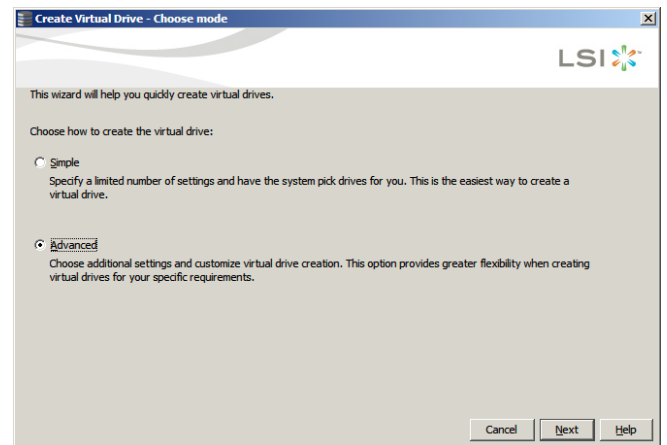 Create Virtual Drive - Choose mode
LSI
This wizard will help you quickly create virtual drives.
Choose how to create the virtual drive:
Simple
Specify a limited number of settings and have the system pick drives for you. This is the easiest way to create a
virtual drive.
Advanced
Choose additional settings and customize virtual drive creation. This option provides greater flexibility when creating
virtual drives for your specific requirements.
Cancel Next Help